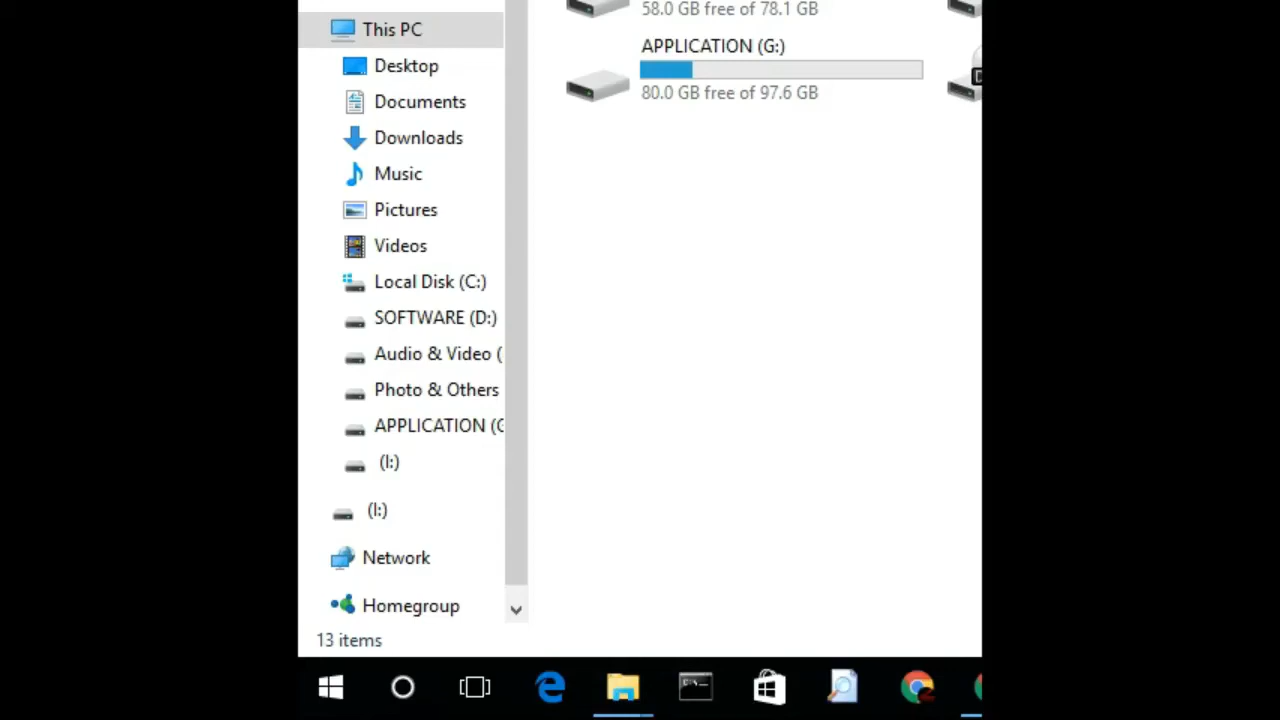 This PC
Desktop
Documents
Downloads
Music
Pictures
Videos
Local Disk (C:)
SOFTWARE (D:)
Audio & Video (
Photo & Others
APPLICATION (G
(I:)
(I:)
Network
Homegroup
13 items
58.0 GB free of 78.1 GB
APPLICATION (G:)
80.0 GB free of 97.6 GB